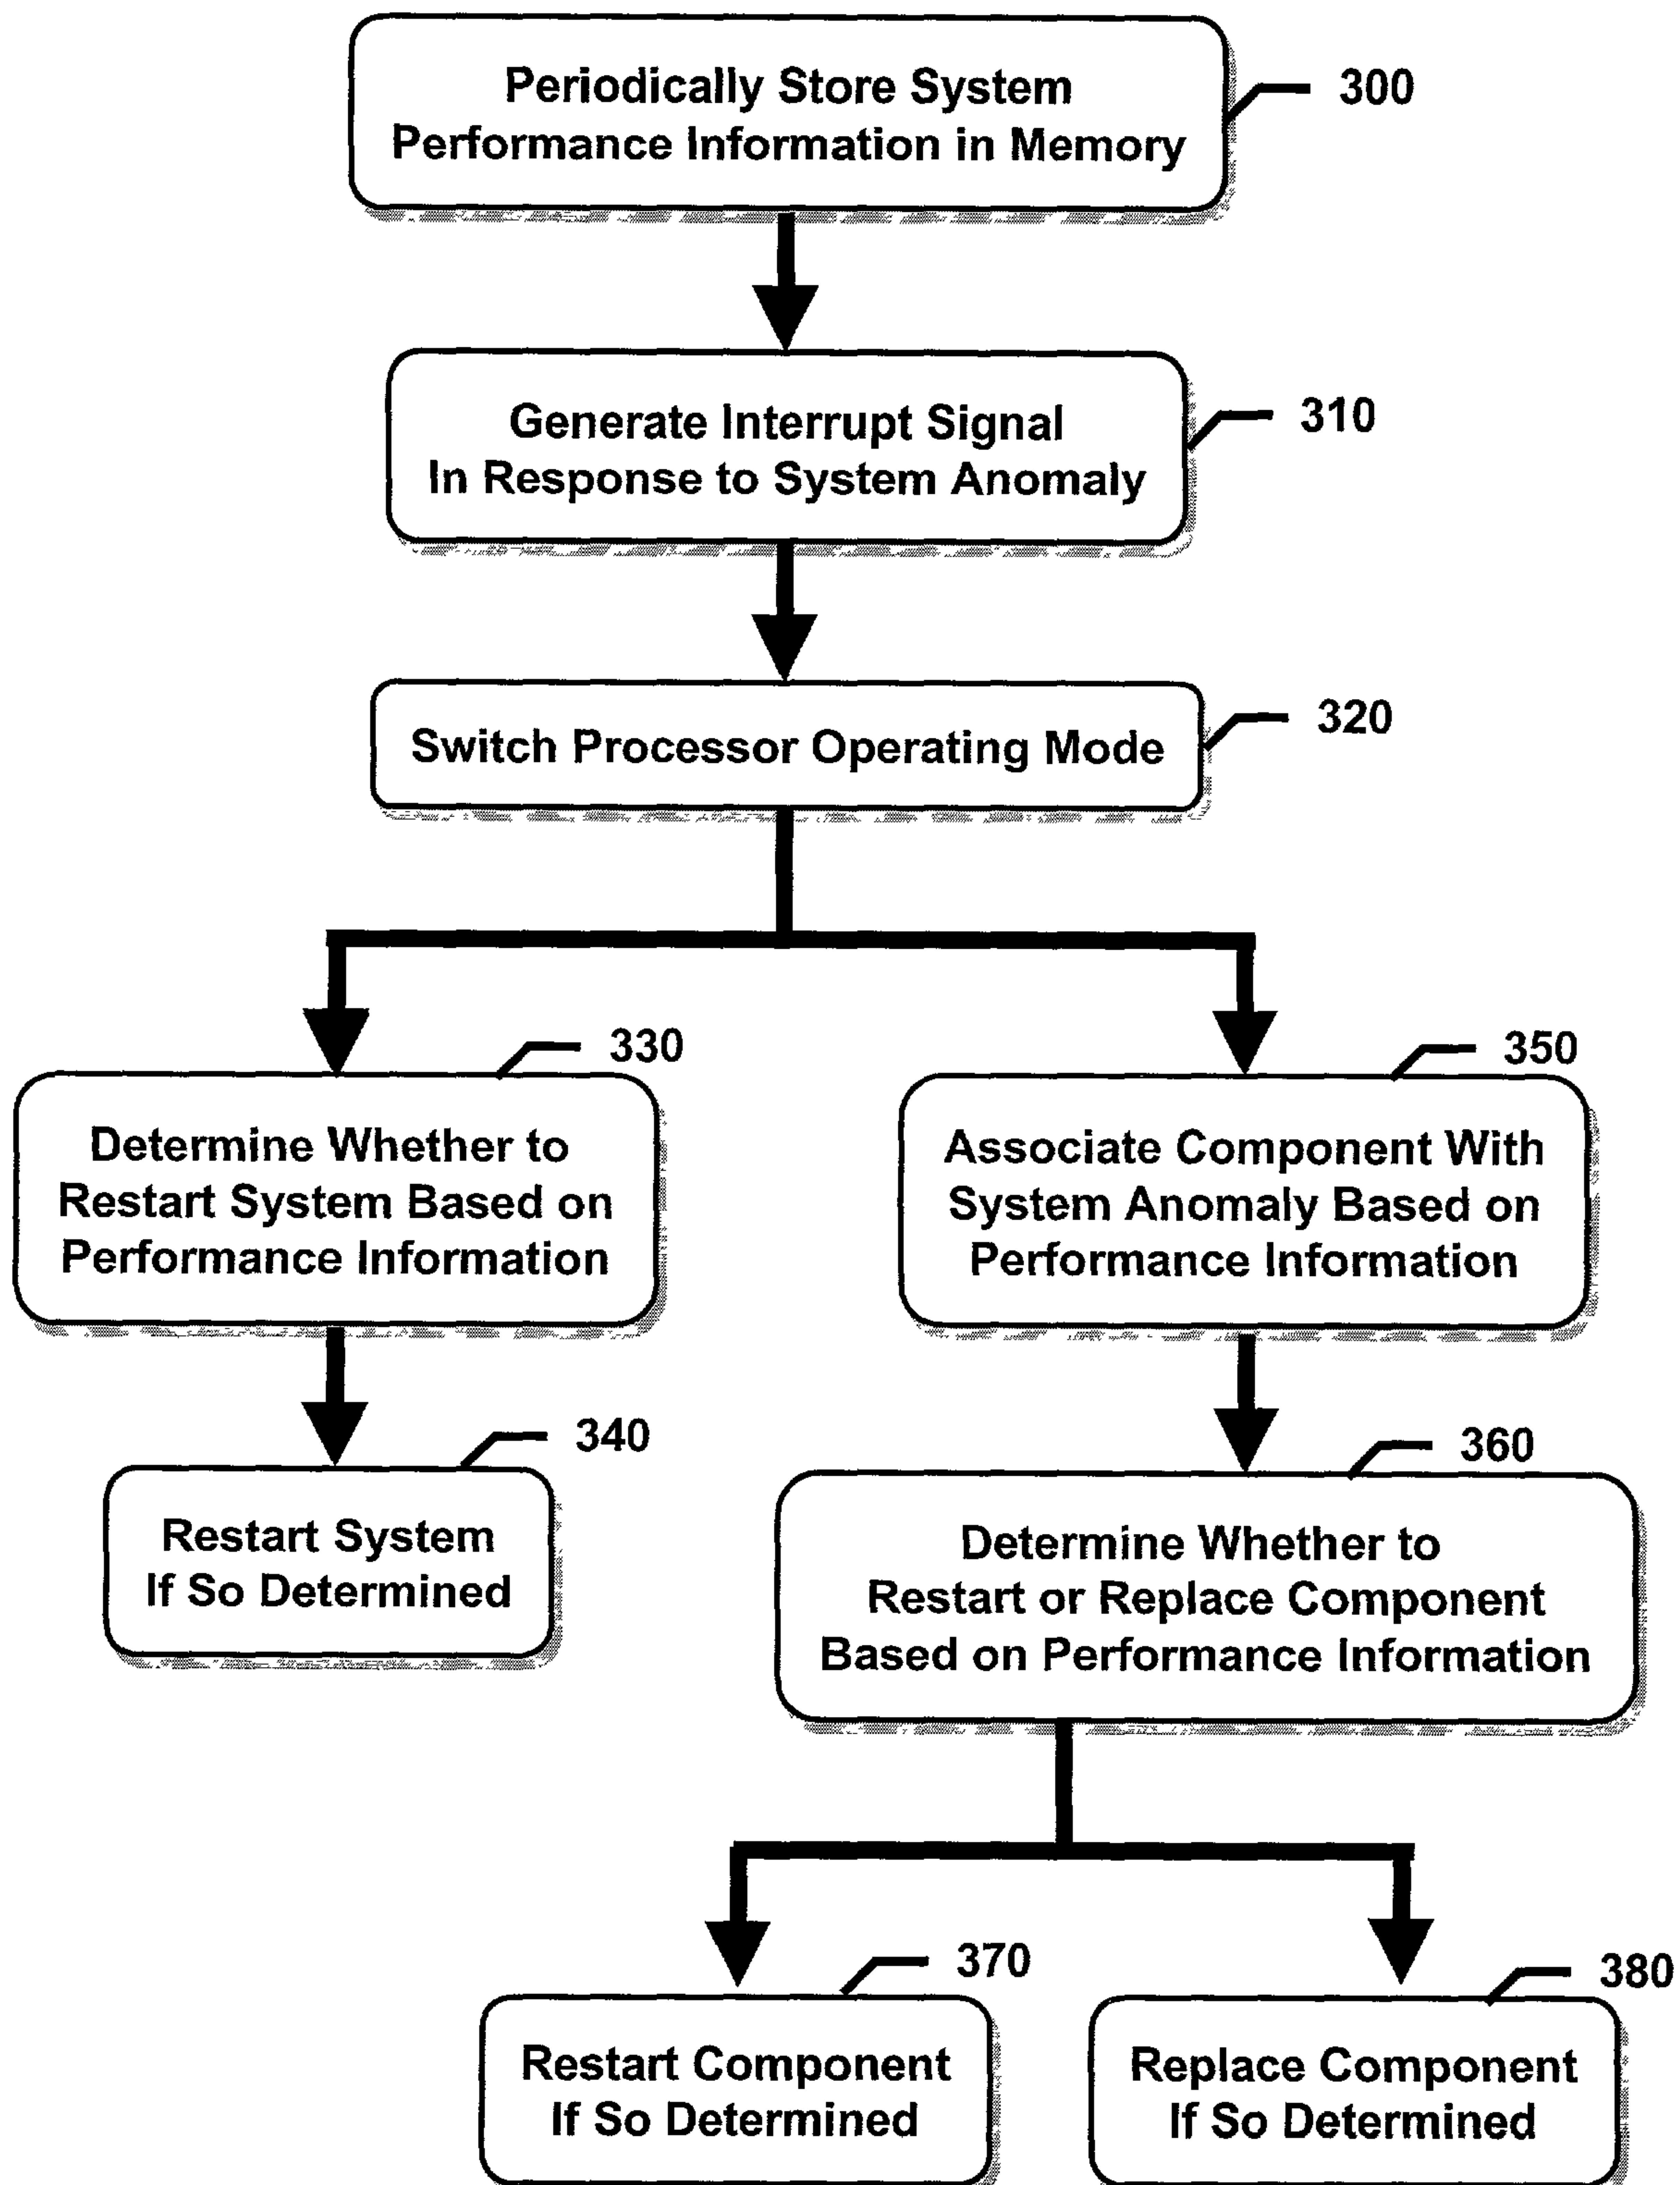 Periodically Store System
Performance Information in Memory
300
Generate Interrupt Signal
In Response to System Anomaly
310
Switch Processor Operating Mode
320
330
Determine Whether to
Restart System Based on
Performance Information
340
Restart System
If So Determined
350
Associate Component With
System Anomaly Based on
Performance Information
360
Determine Whether to
Restart or Replace Component
Based on Performance Information
370
Restart Component
If So Determined
380
Replace Component
If So Determined